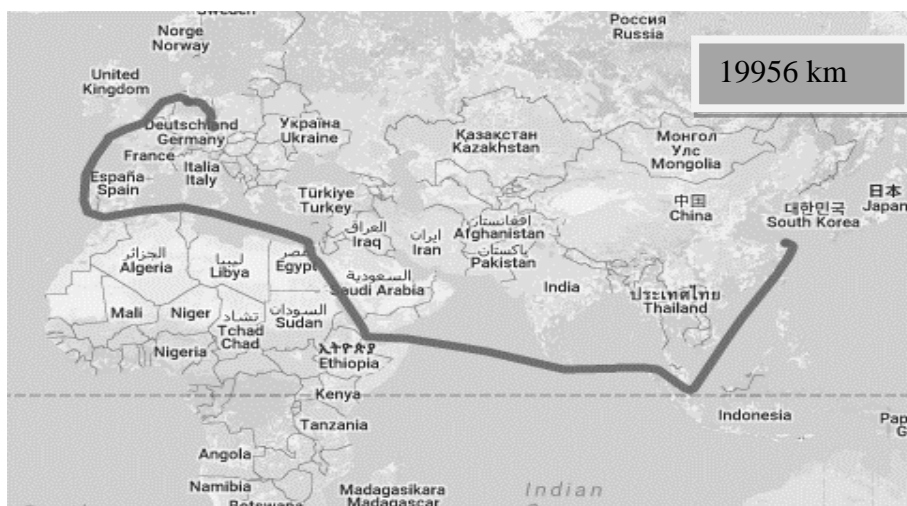 Sweden
Norge
Norway
Россия
Russia
19956 km
United
Kingdom
Deutschland
Germany
Україна
Ukraine
Казахстан
Kazakhstan
Монгол
Улс
Mongolia
France
Italia
Italy
España
Spain
Türkiye
Turkey
افغانستان
Afghanistan
中国
China
대한민국
South Korea
日本
Japan
العراق
Iraq
ایران
Iran
پاکستان
Pakistan
الجزائر
Algeria
ليبيا
Libya
مصر
Egypt
السعودية
Saudi Arabia
India
ประเทศไทย
Thailand
Mali
Niger
تشاد
Tchad
Chad
السودان
Sudan
Nigeria
ኢትዮጵያ
Ethiopia
Kenya
Indonesia
Tanzania
Pap
G
Angola
Namibia
Botswana
Madagasikara
Madagascar
Indian